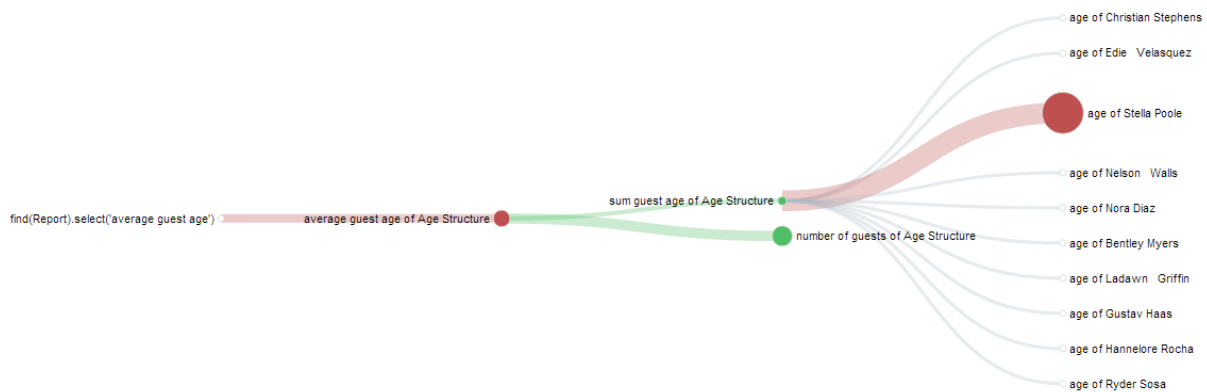 age of Christian Stephens
age of Edie Velasquez
age of Stella Poole
age of Nelson Walls
sum guest age of Age Structure
age of Nora Diaz
find(Report).select('average guest age')
average guest age of Age Structure
number of guests of Age Structure
age of Bentley Myers
age of Ladawn Griffin
age of Gustav Haas
age of Hannelore Rocha
age of Ryder Sosa